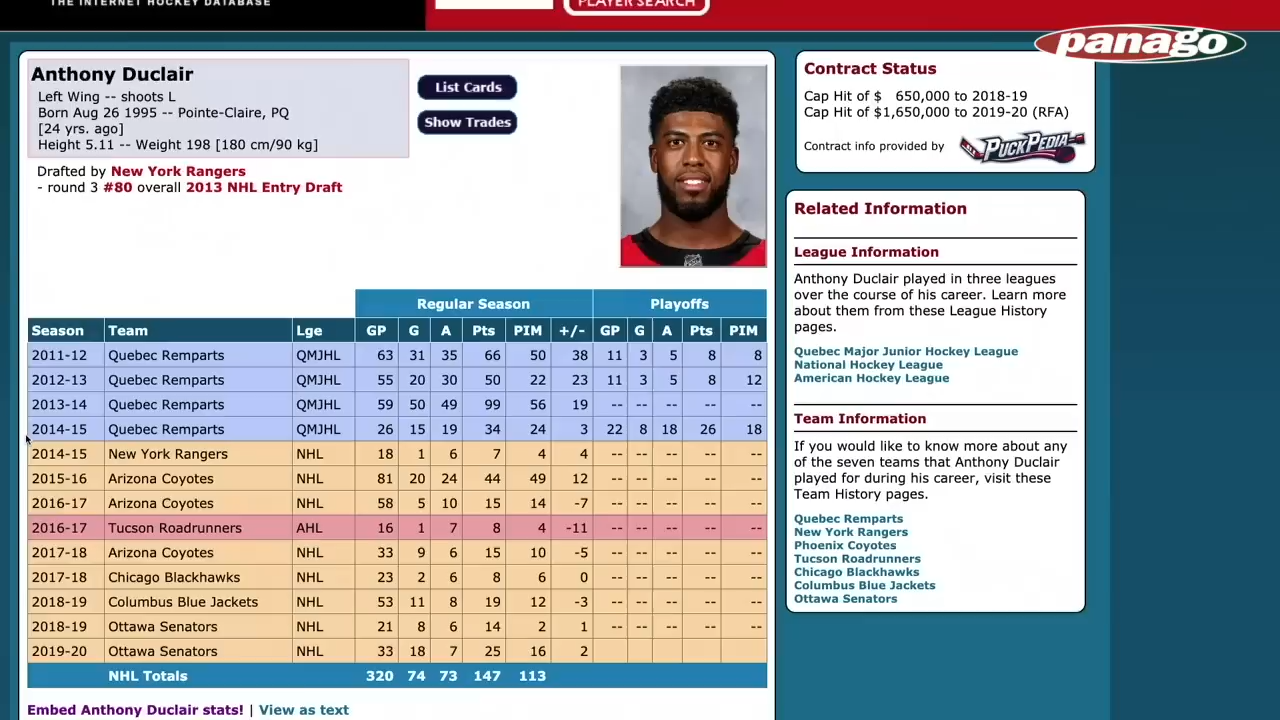 THE INTERNET HOCKEY DATABASE
PLAYER SEARCH
panago
Anthony Duclair
Left Wing -- shoots L
Born Aug 26 1995 -- Pointe-Claire, PQ
[24 yrs. ago]
Height 5.11 -- Weight 198 [180 cm/90 kg]
List Cards
Show Trades
Drafted by New York Rangers
- round 3 #80 overall 2013 NHL Entry Draft
Regular Season Playoffs
Season Team Lge GP G A Pts PIM +/- GP G A Pts PIM
2011-12 Quebec Remparts QMJHL 63 31 35 66 50 38 11 3 5 8 8
2012-13 Quebec Remparts QMJHL 55 20 30 50 22 23 11 3 5 8 12
2013-14 Quebec Remparts QMJHL 59 50 49 99 56 19 -- -- -- -- --
2014-15 Quebec Remparts QMJHL 26 15 19 34 24 3 22 8 18 26 18
2014-15 New York Rangers NHL 18 1 6 7 4 4 -- -- -- -- --
2015-16 Arizona Coyotes NHL 81 20 24 44 49 12 -- -- -- -- --
2016-17 Arizona Coyotes NHL 58 5 10 15 14 -7 -- -- -- -- --
2016-17 Tucson Roadrunners AHL 16 1 7 8 4 -11 -- -- -- -- --
2017-18 Arizona Coyotes NHL 33 9 6 15 10 -5 -- -- -- -- --
2017-18 Chicago Blackhawks NHL 23 2 6 8 6 0 -- -- -- -- --
2018-19 Columbus Blue Jackets NHL 53 11 8 19 12 -3 -- -- -- -- --
2018-19 Ottawa Senators NHL 21 8 6 14 2 1 -- -- -- -- --
2019-20 Ottawa Senators NHL 33 18 7 25 16 2
NHL Totals 320 74 73 147 113
Embed Anthony Duclair stats! | View as text
Contract Status
Cap Hit of $ 650,000 to 2018-19
Cap Hit of $1,650,000 to 2019-20 (RFA)
Contract info provided by PUCKPEDIA
Related Information
League Information
Anthony Duclair played in three leagues
over the course of his career. Learn more
about them from these League History
pages.
Quebec Major Junior Hockey League
National Hockey League
American Hockey League
Team Information
If you would like to know more about any
of the seven teams that Anthony Duclair
played for during his career, visit these
Team History pages.
Quebec Remparts
New York Rangers
Phoenix Coyotes
Tucson Roadrunners
Chicago Blackhawks
Columbus Blue Jackets
Ottawa Senators